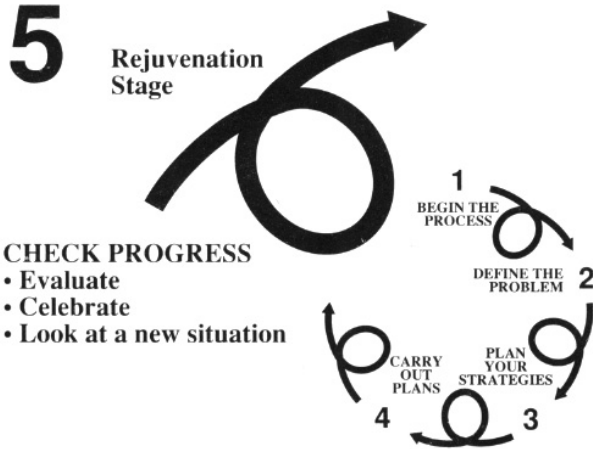 5
Rejuvenation
Stage
CHECK PROGRESS
• Evaluate
• Celebrate
• Look at a new situation
1
BEGIN THE
PROCESS
DEFINE THE
PROBLEM
2
PLAN
YOUR
STRATEGIES
3
CARRY
OUT
PLANS
4